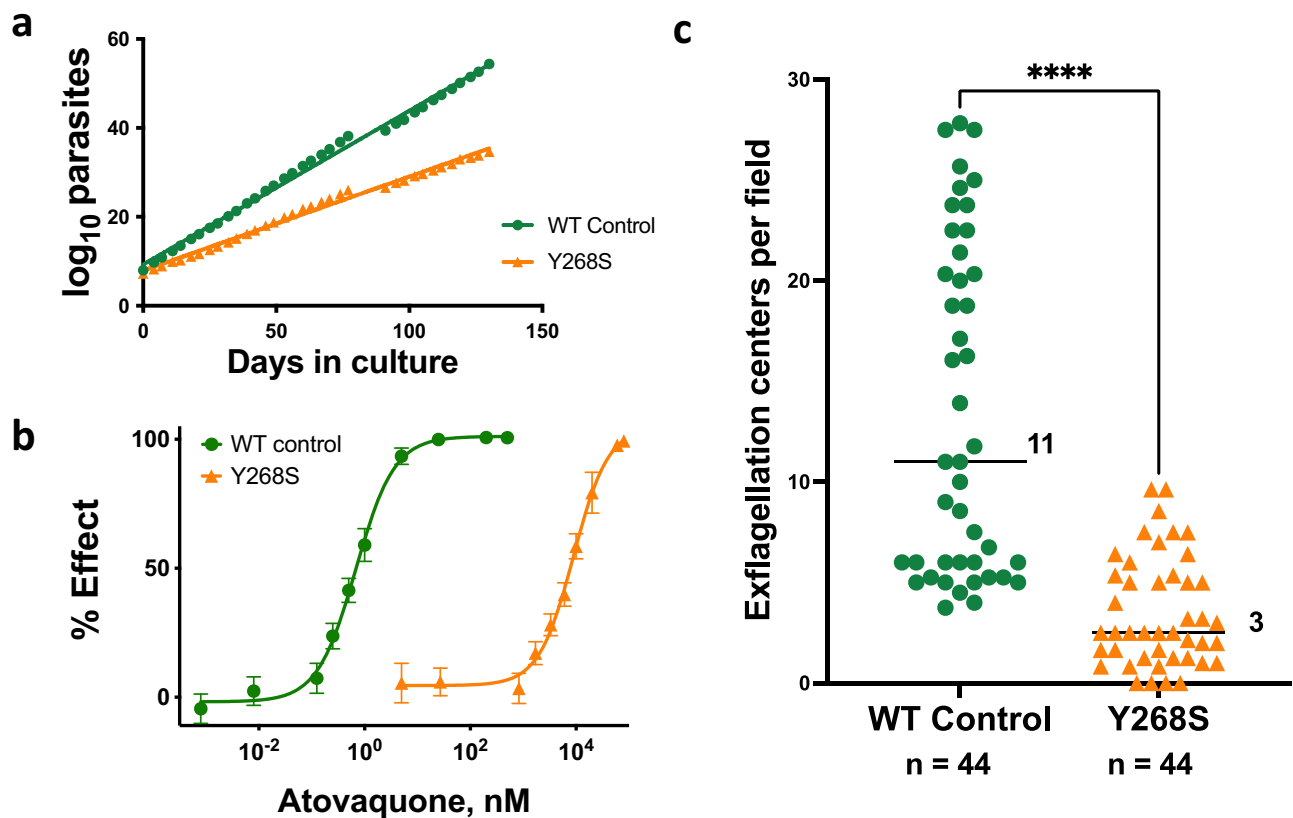 a
log₁₀ parasites
60
40
20
0
0
50
100
150
Days in culture
WT Control
Y268S
b
% Effect
100
50
0
10⁻²
10⁰
10²
10⁴
Atovaquone, nM
WT control
Y268S
c
Exflagellation centers per field
30
20
10
0
****
11
3
WT Control
n = 44
Y268S
n = 44